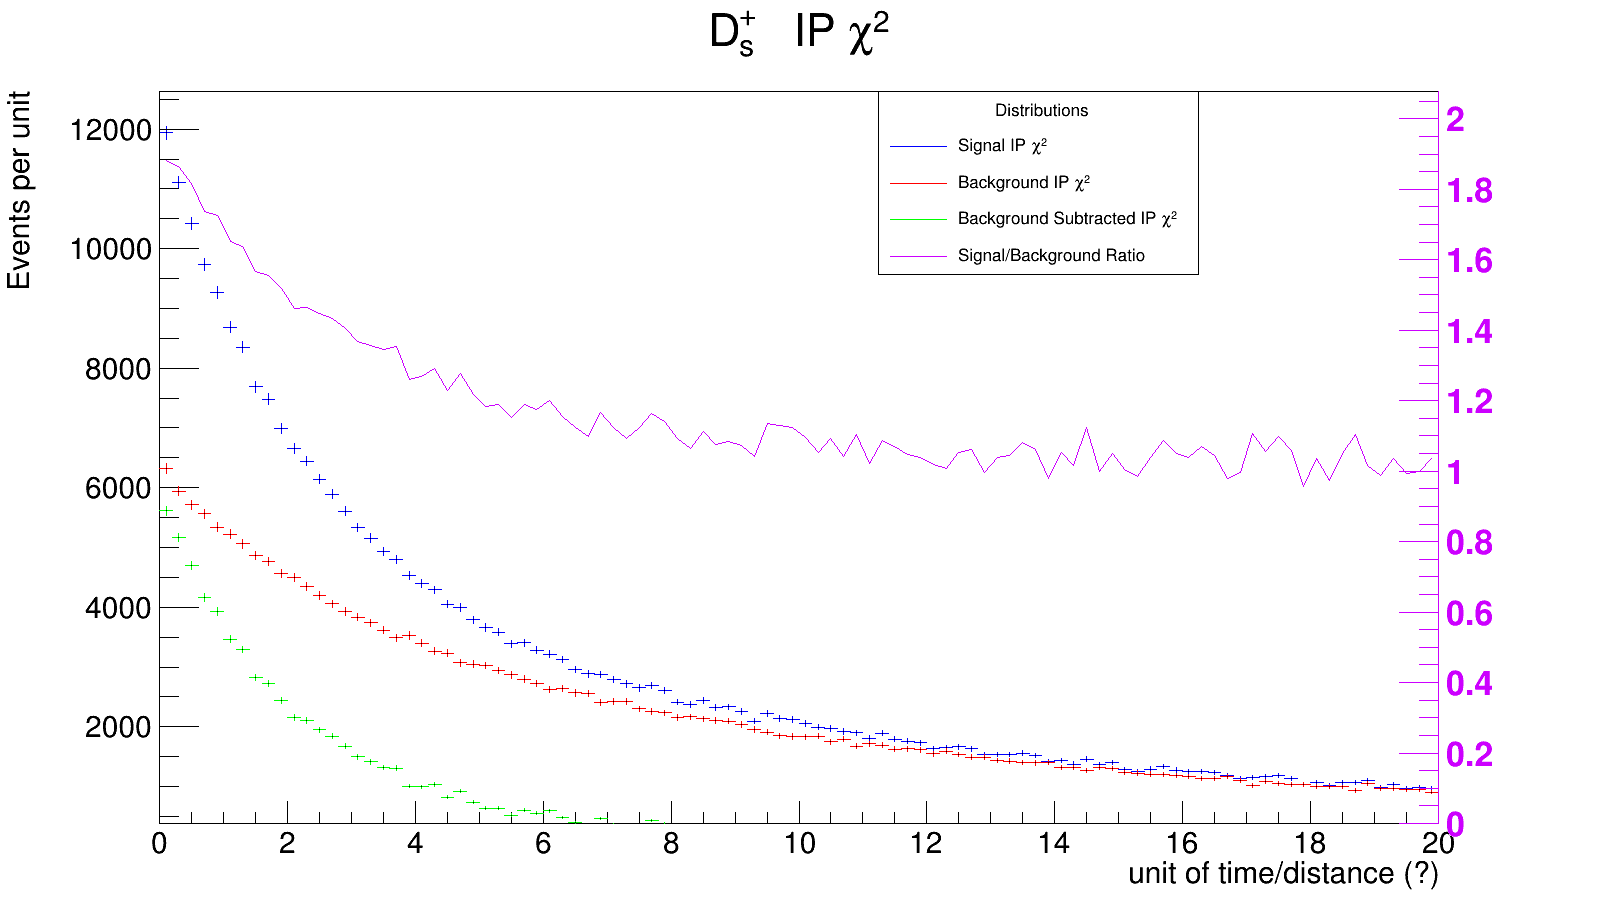 D_s^+ IP χ²
Events per unit
12000
10000
8000
6000
4000
2000
Distributions
Signal IP χ²
Background IP χ²
Background Subtracted IP χ²
Signal/Background Ratio
2
1.8
1.6
1.4
1.2
1
0.8
0.6
0.4
0.2
0
0 2 4 6 8 10 12 14 16 18 20
unit of time/distance (?)